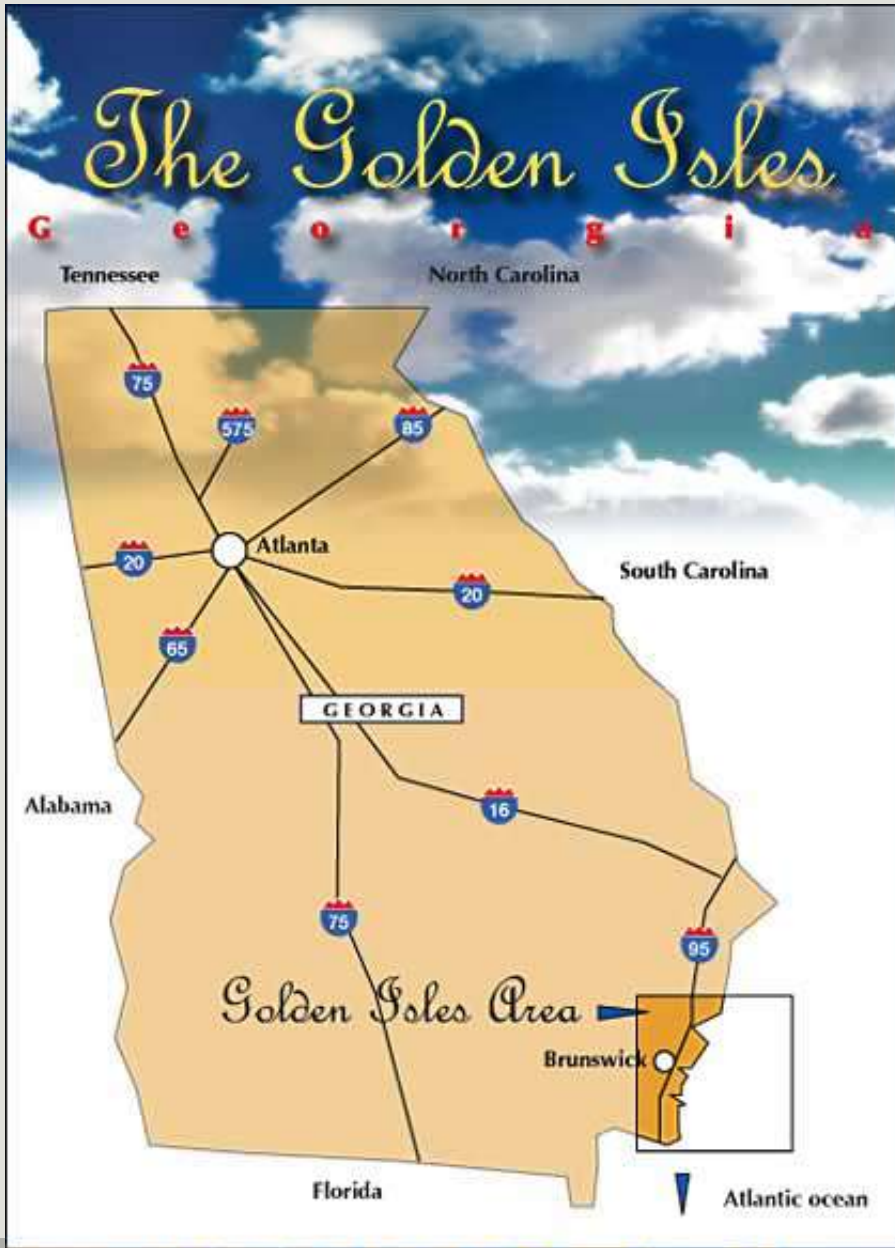 The Golden Isles
Georgia
Tennessee
North Carolina
75
575
85
Atlanta
20
South Carolina
20
65
GEORGIA
Alabama
16
75
95
Golden Isles Area
Brunswick
Florida
Atlantic ocean